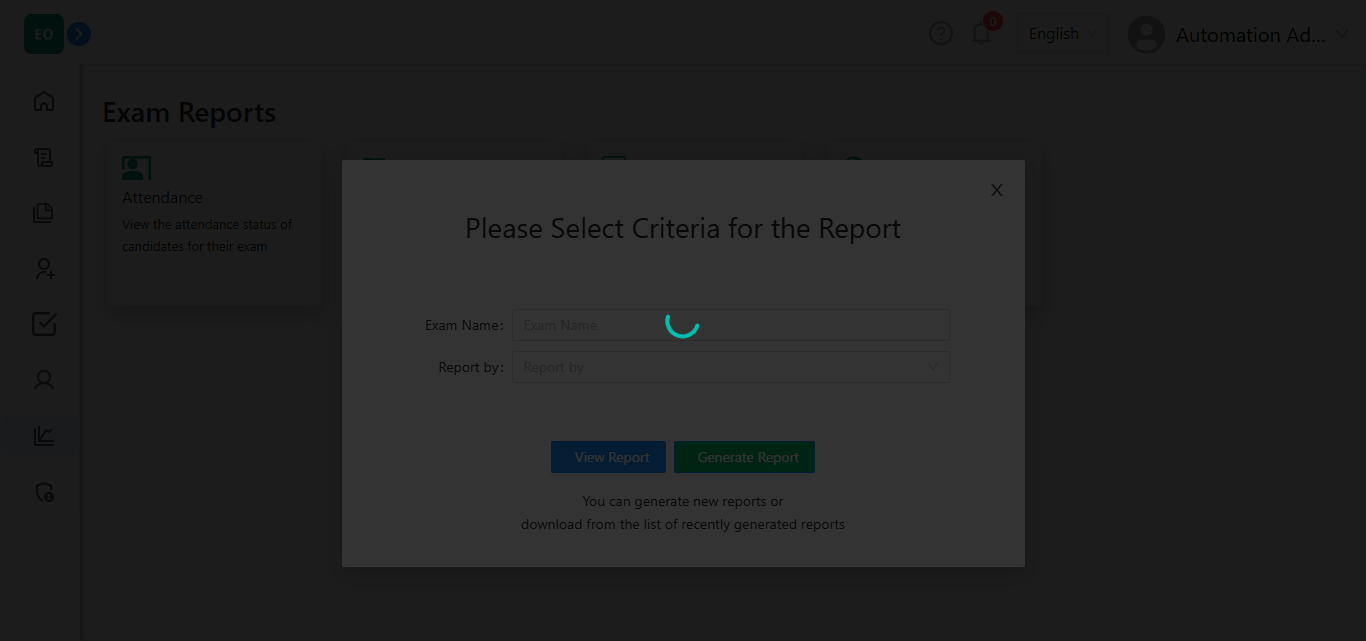 EO
0
English
Automation Ad...
Exam Reports
Attendance
View the attendance status of
candidates for their exam
X
Please Select Criteria for the Report
Exam Name:
Exam Name
Report by:
Report by
View Report
Generate Report
You can generate new reports or
download from the list of recently generated reports